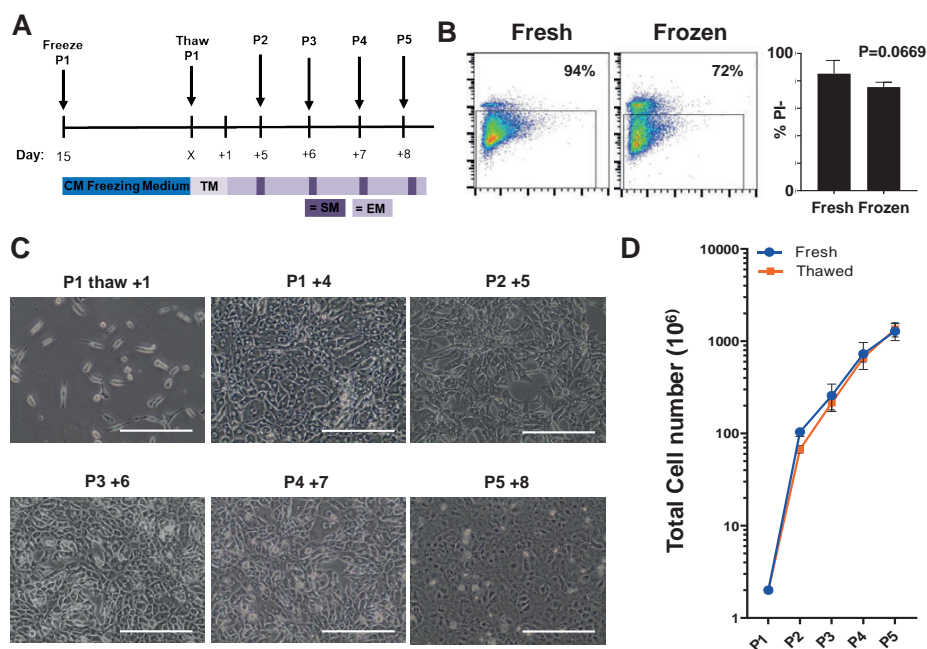 A
Freeze
P1
Thaw
P1
P2
P3
P4
P5
Day:
15
X
+1
+5
+6
+7
+8
CM Freezing Medium
TM
= SM
= EM
B
Fresh
Frozen
94%
72%
P=0.0669
100
% PI-
0
Fresh Frozen
C
P1 thaw +1
P1 +4
P2 +5
P3 +6
P4 +7
P5 +8
D
Fresh
Thawed
Total Cell number (10⁶)
10000
1000
100
10
1
P1
P2
P3
P4
P5